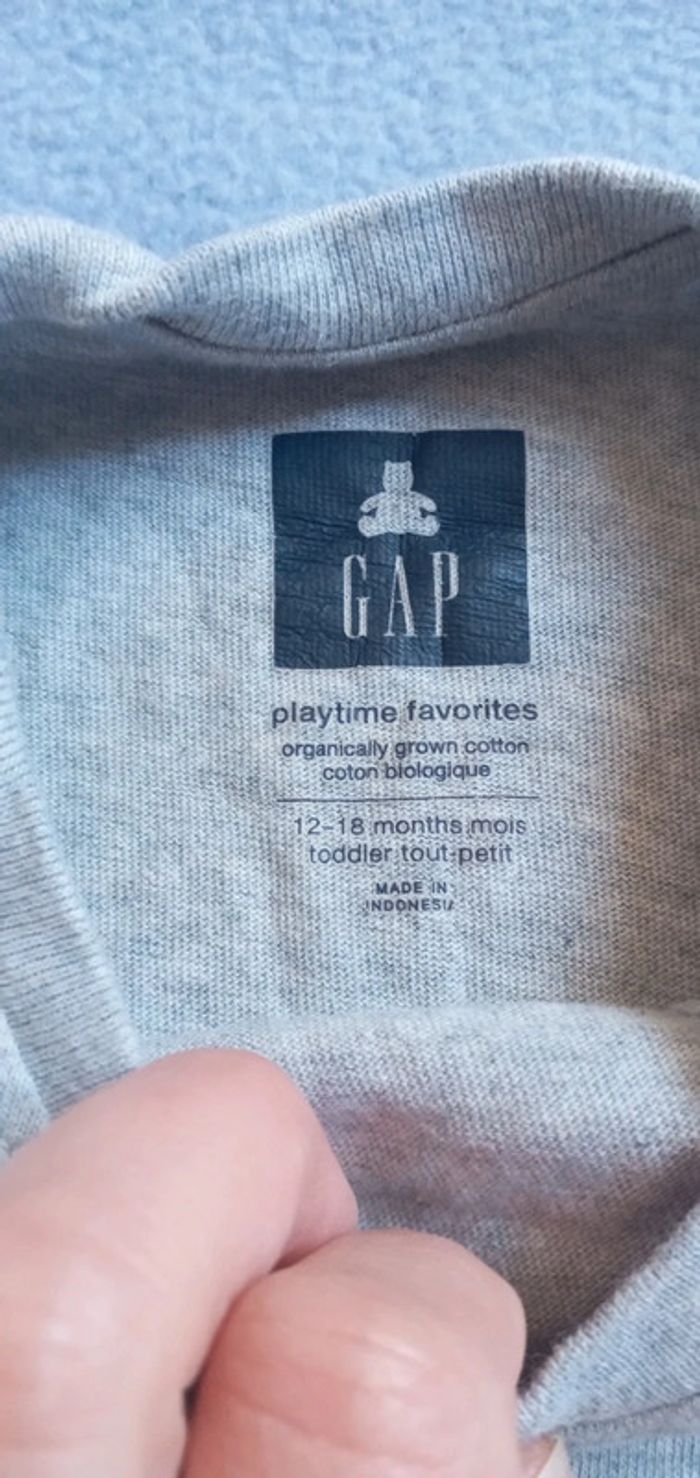 GAP
playtime favorites
organically grown cotton
coton biologique
12-18 months mois
toddler tout-petit
MADE IN
INDONESIA